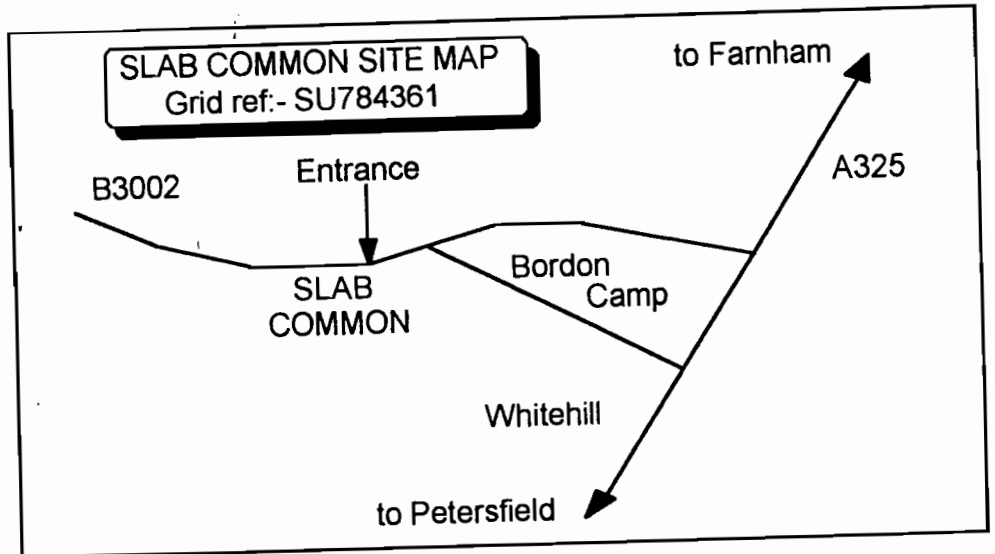 SLAB COMMON SITE MAP
Grid ref:- SU784361
to Farnham
A325
B3002
Entrance
Bordon
Camp
SLAB
COMMON
Whitehill
to Petersfield